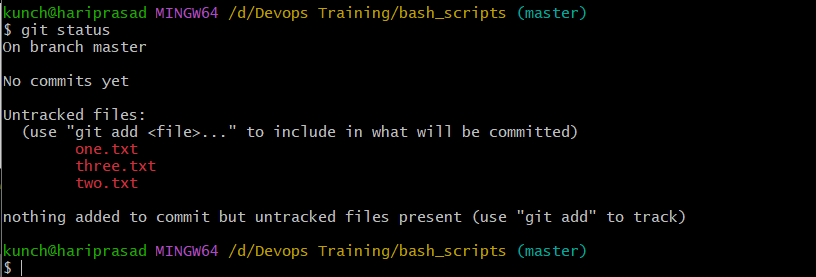 kunch@hariprasad MINGW64 /d/Devops Training/bash_scripts (master)
$ git status
On branch master
No commits yet
Untracked files:
  (use "git add <file>..." to include in what will be committed)
        one.txt
        three.txt
        two.txt
nothing added to commit but untracked files present (use "git add" to track)
kunch@hariprasad MINGW64 /d/Devops Training/bash_scripts (master)
$